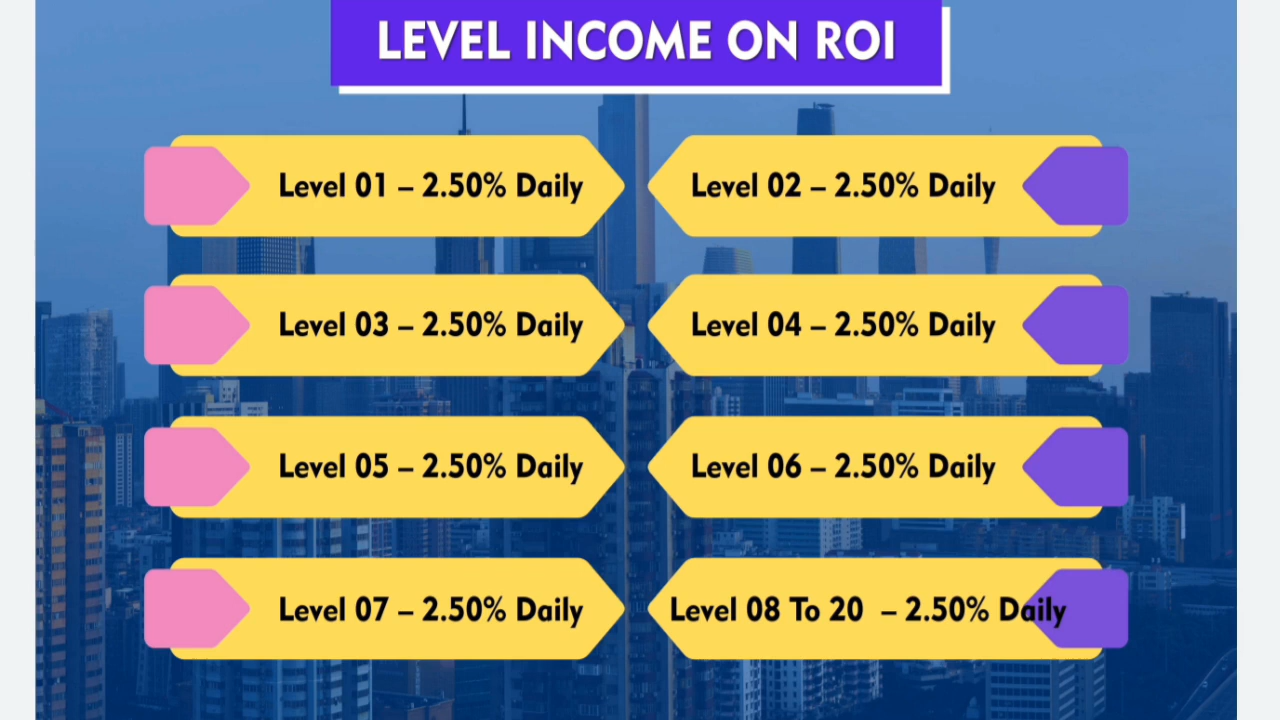 LEVEL INCOME ON ROI
Level 01 – 2.50% Daily
Level 02 – 2.50% Daily
Level 03 – 2.50% Daily
Level 04 – 2.50% Daily
Level 05 – 2.50% Daily
Level 06 – 2.50% Daily
Level 07 – 2.50% Daily
Level 08 To 20 – 2.50% Daily